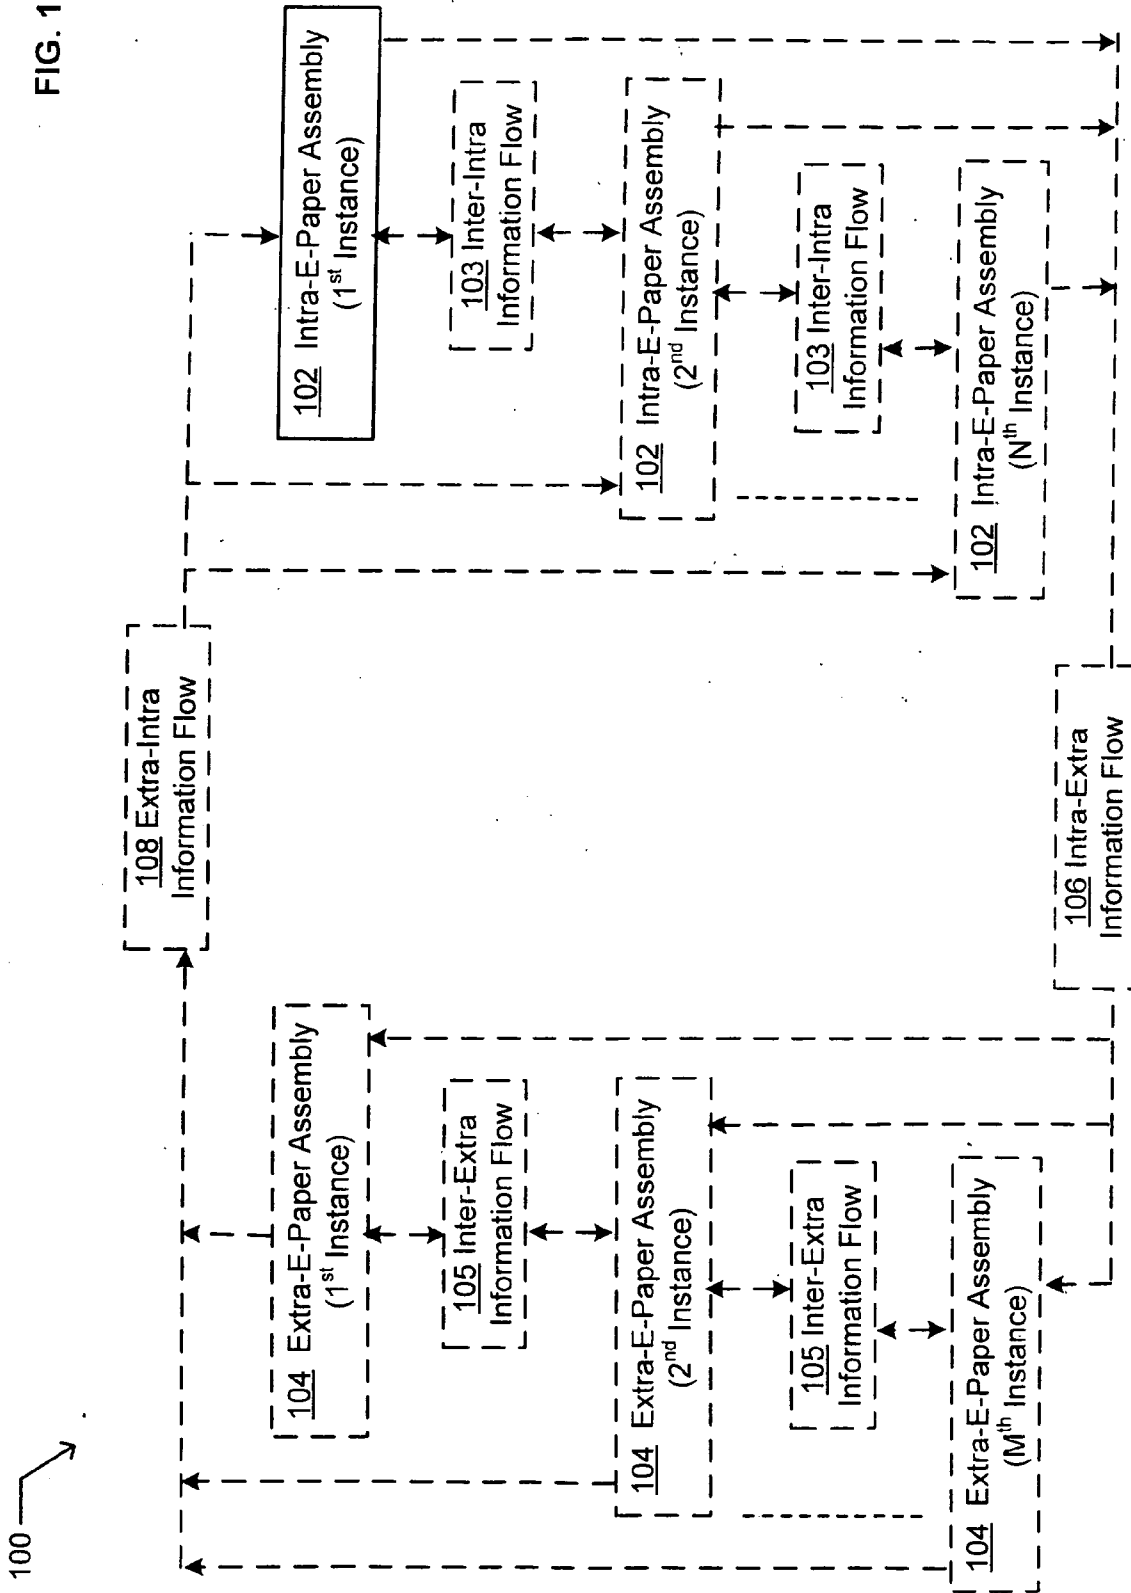 FIG. 1
100
108 Extra-Intra
Information Flow
104 Extra-E-Paper Assembly
(1st Instance)
105 Inter-Extra
Information Flow
104 Extra-E-Paper Assembly
(2nd Instance)
105 Inter-Extra
Information Flow
104 Extra-E-Paper Assembly
(Mth Instance)
102 Intra-E-Paper Assembly
(1st Instance)
103 Inter-Intra
Information Flow
102 Intra-E-Paper Assembly
(2nd Instance)
103 Inter-Intra
Information Flow
102 Intra-E-Paper Assembly
(Nth Instance)
106 Intra-Extra
Information Flow